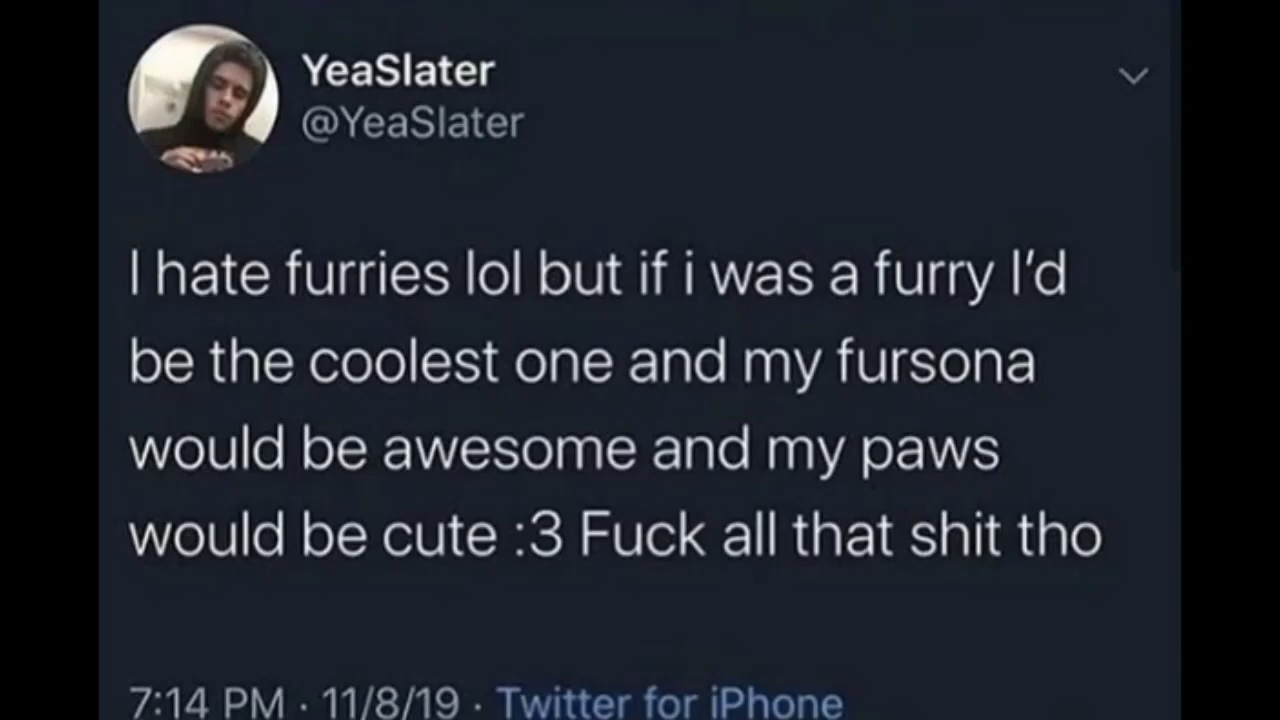 YeaSlater
@YeaSlater
I hate furries lol but if i was a furry I’d
be the coolest one and my fursona
would be awesome and my paws
would be cute :3 Fuck all that shit tho
7:14 PM · 11/8/19 · Twitter for iPhone